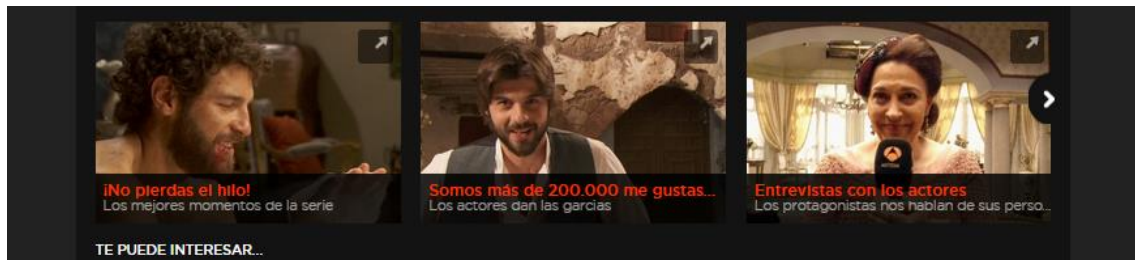 ¡No pierdas el hilo!
Los mejores momentos de la serie
Somos más de 200.000 me gustas...
Los actores dan las garcias
Entrevistas con los actores
Los protagonistas nos hablan de sus perso...
TE PUEDE INTERESAR...